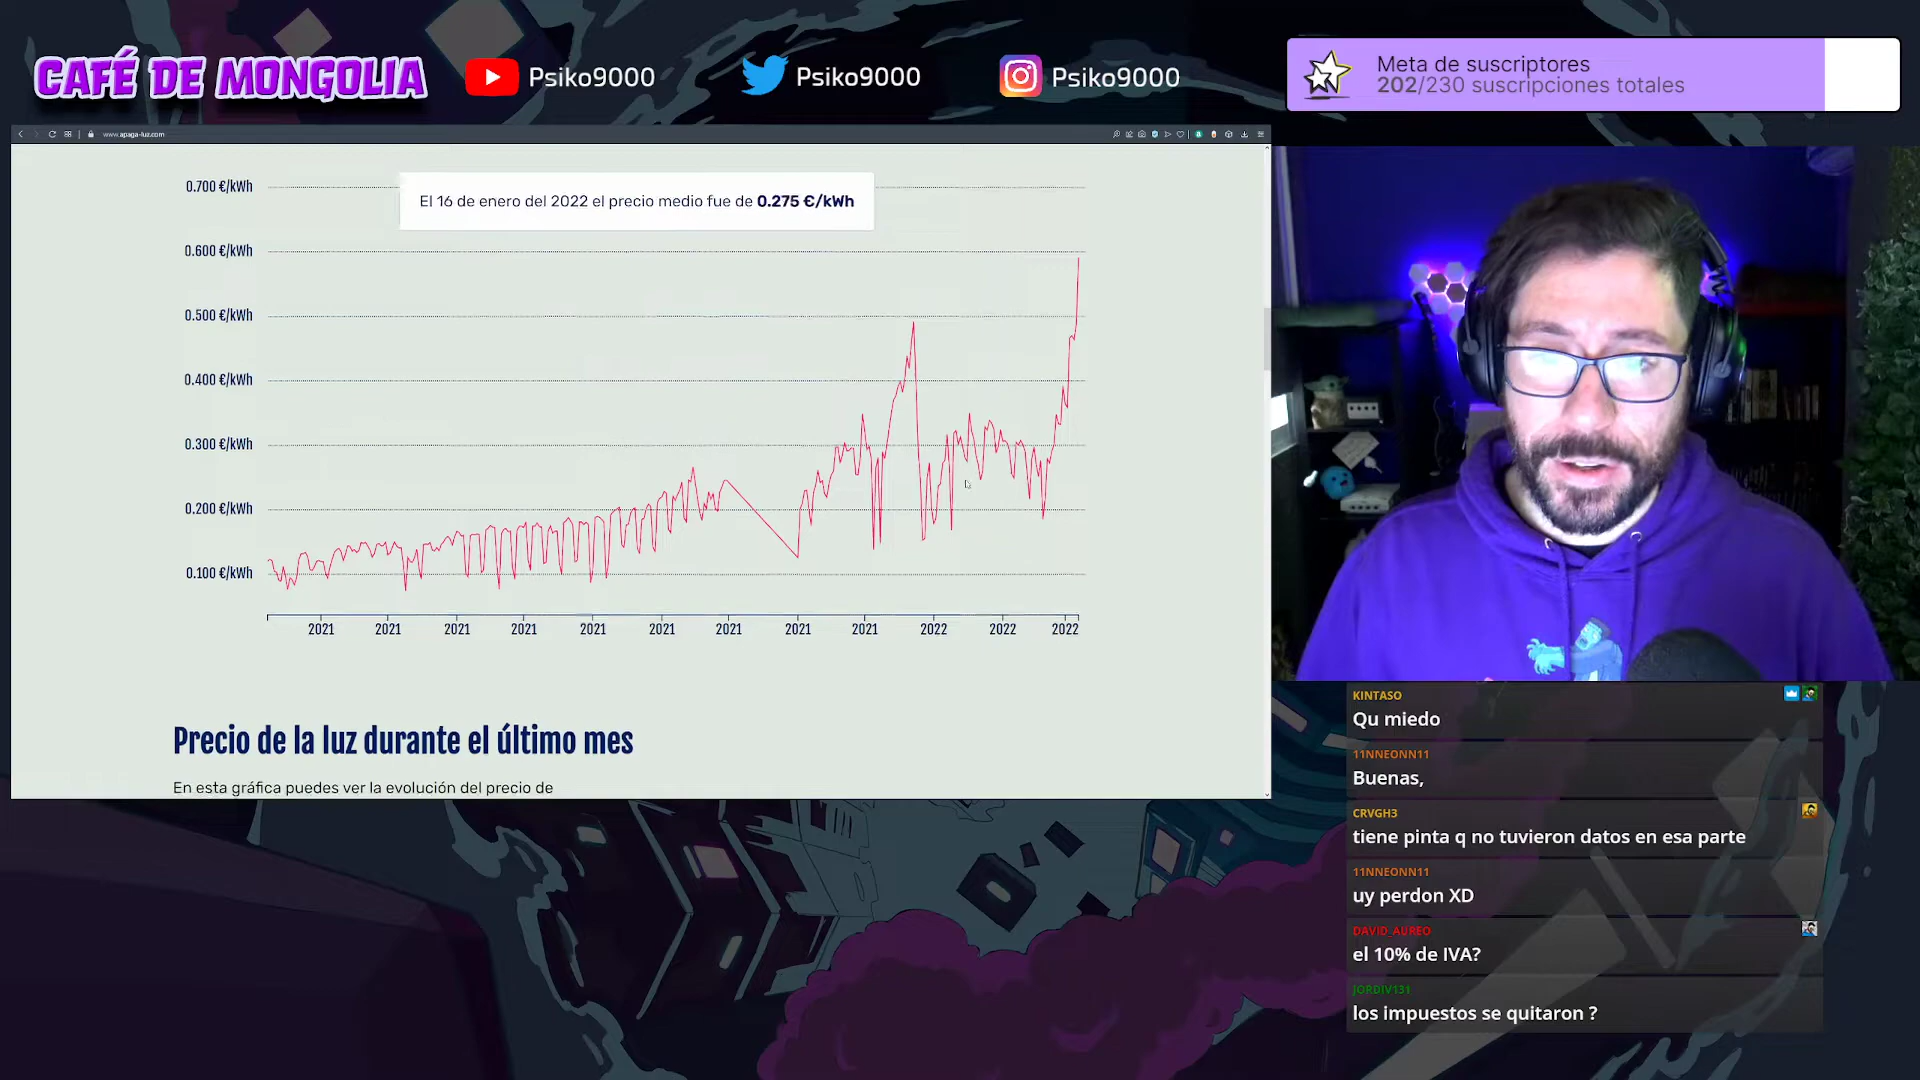 CAFÉ DE MONGOLIA
Psiko9000
Psiko9000
Psiko9000
Meta de suscriptores
202/230 suscripciones totales
www.apaga-luz.com
0.700 €/kWh
El 16 de enero del 2022 el precio medio fue de 0.275 €/kWh
0.600 €/kWh
0.500 €/kWh
0.400 €/kWh
0.300 €/kWh
0.200 €/kWh
0.100 €/kWh
2021 2021 2021 2021 2021 2021 2021 2021 2021 2022 2022 2022
Precio de la luz durante el último mes
En esta gráfica puedes ver la evolución del precio de
KINTASO
Qu miedo
11NNEONN11
Buenas,
CRVGH3
tiene pinta q no tuvieron datos en esa parte
11NNEONN11
uy perdon XD
DAVID_AUREO
el 10% de IVA?
JORDIV131
los impuestos se quitaron ?